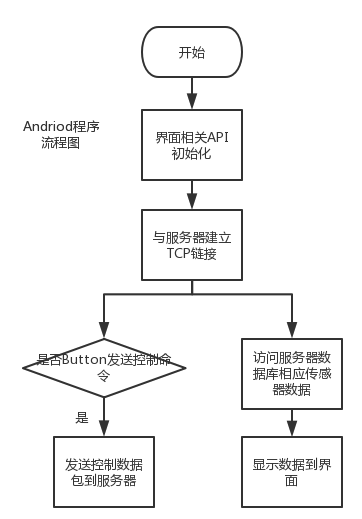 开始
Andriod程序
流程图
界面相关API
初始化
与服务器建立
TCP链接
是否Button发送控制命
令
访问服务器数
据库相应传感
器数据
是
发送控制数据
包到服务器
显示数据到界
面